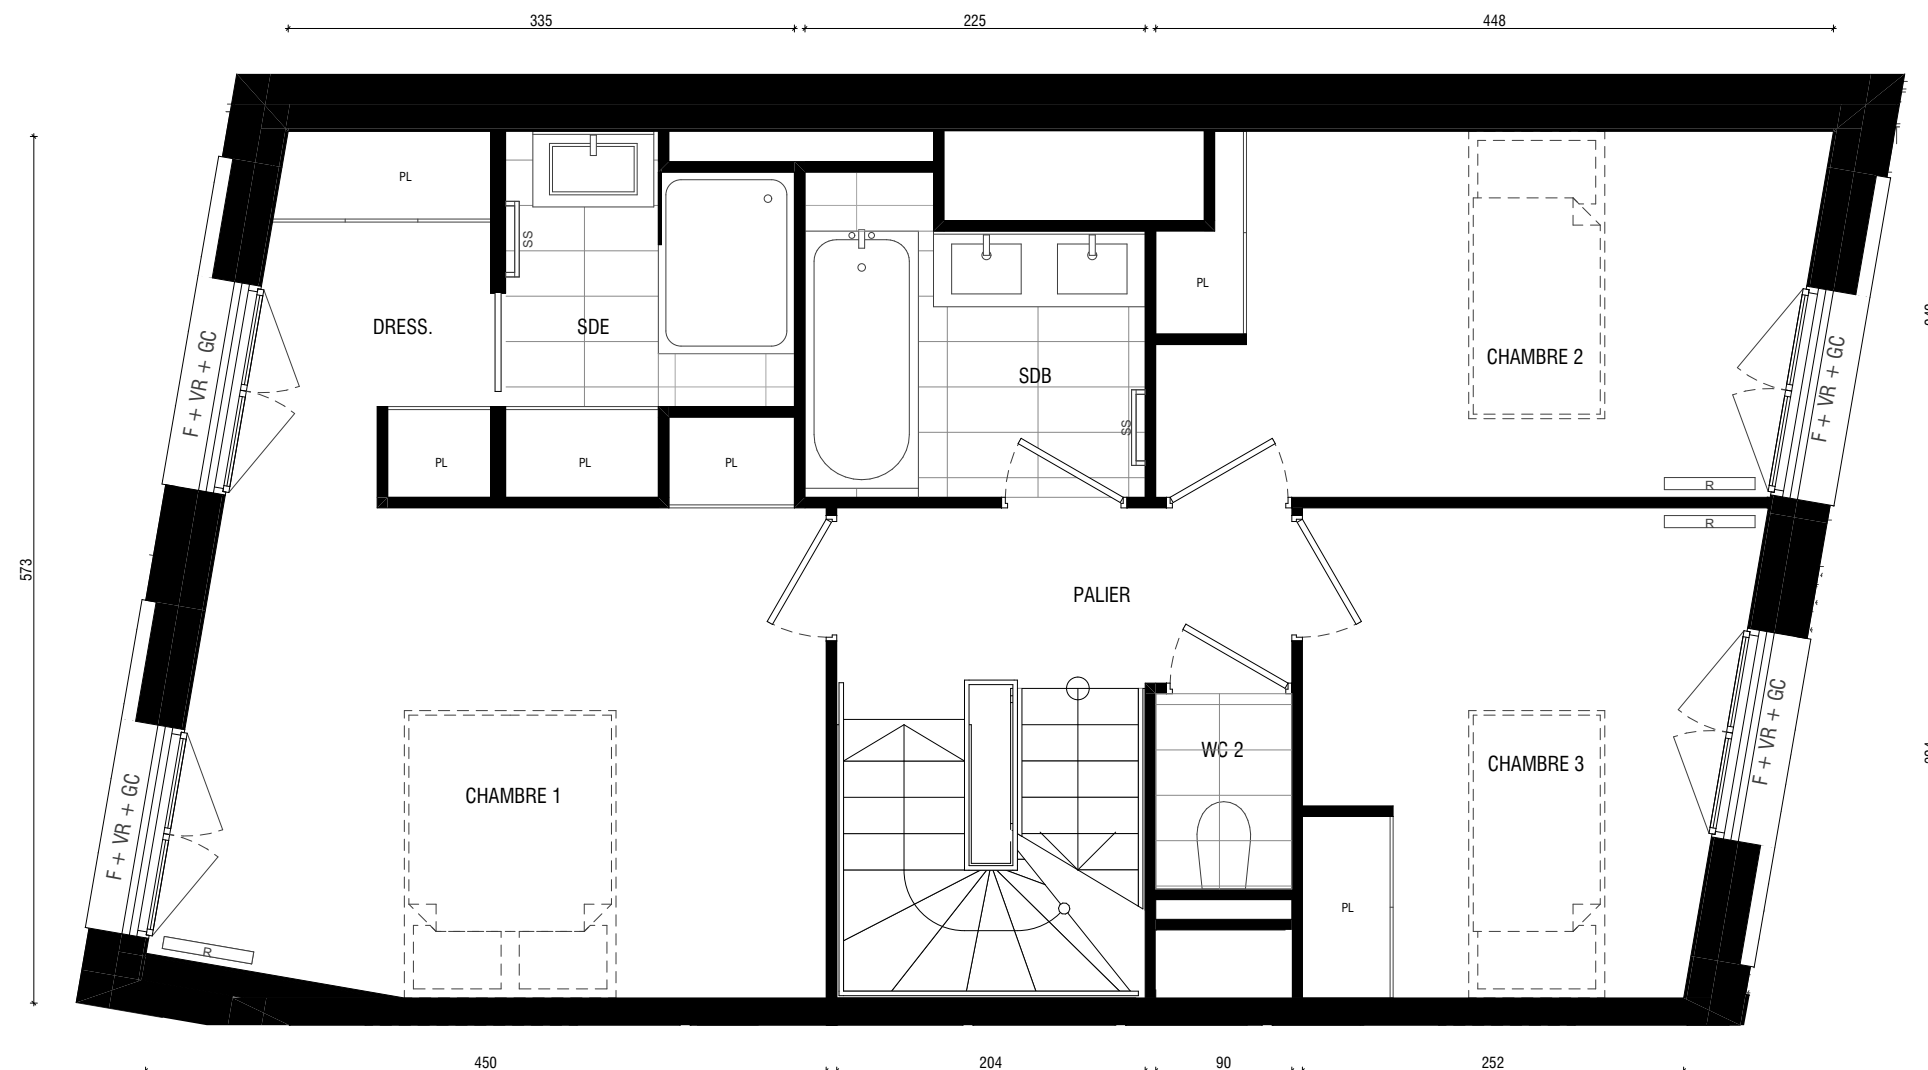 335
225
448
PL
SS
PL
F + VR + GC
DRESS.
SDE
SDB
CHAMBRE 2
F + VR + GC
SS
PL
PL
PL
R
R
573
PALIER
F + VR + GC
CHAMBRE 1
WC 2
CHAMBRE 3
F + VR + GC
PL
R
450
204
90
252